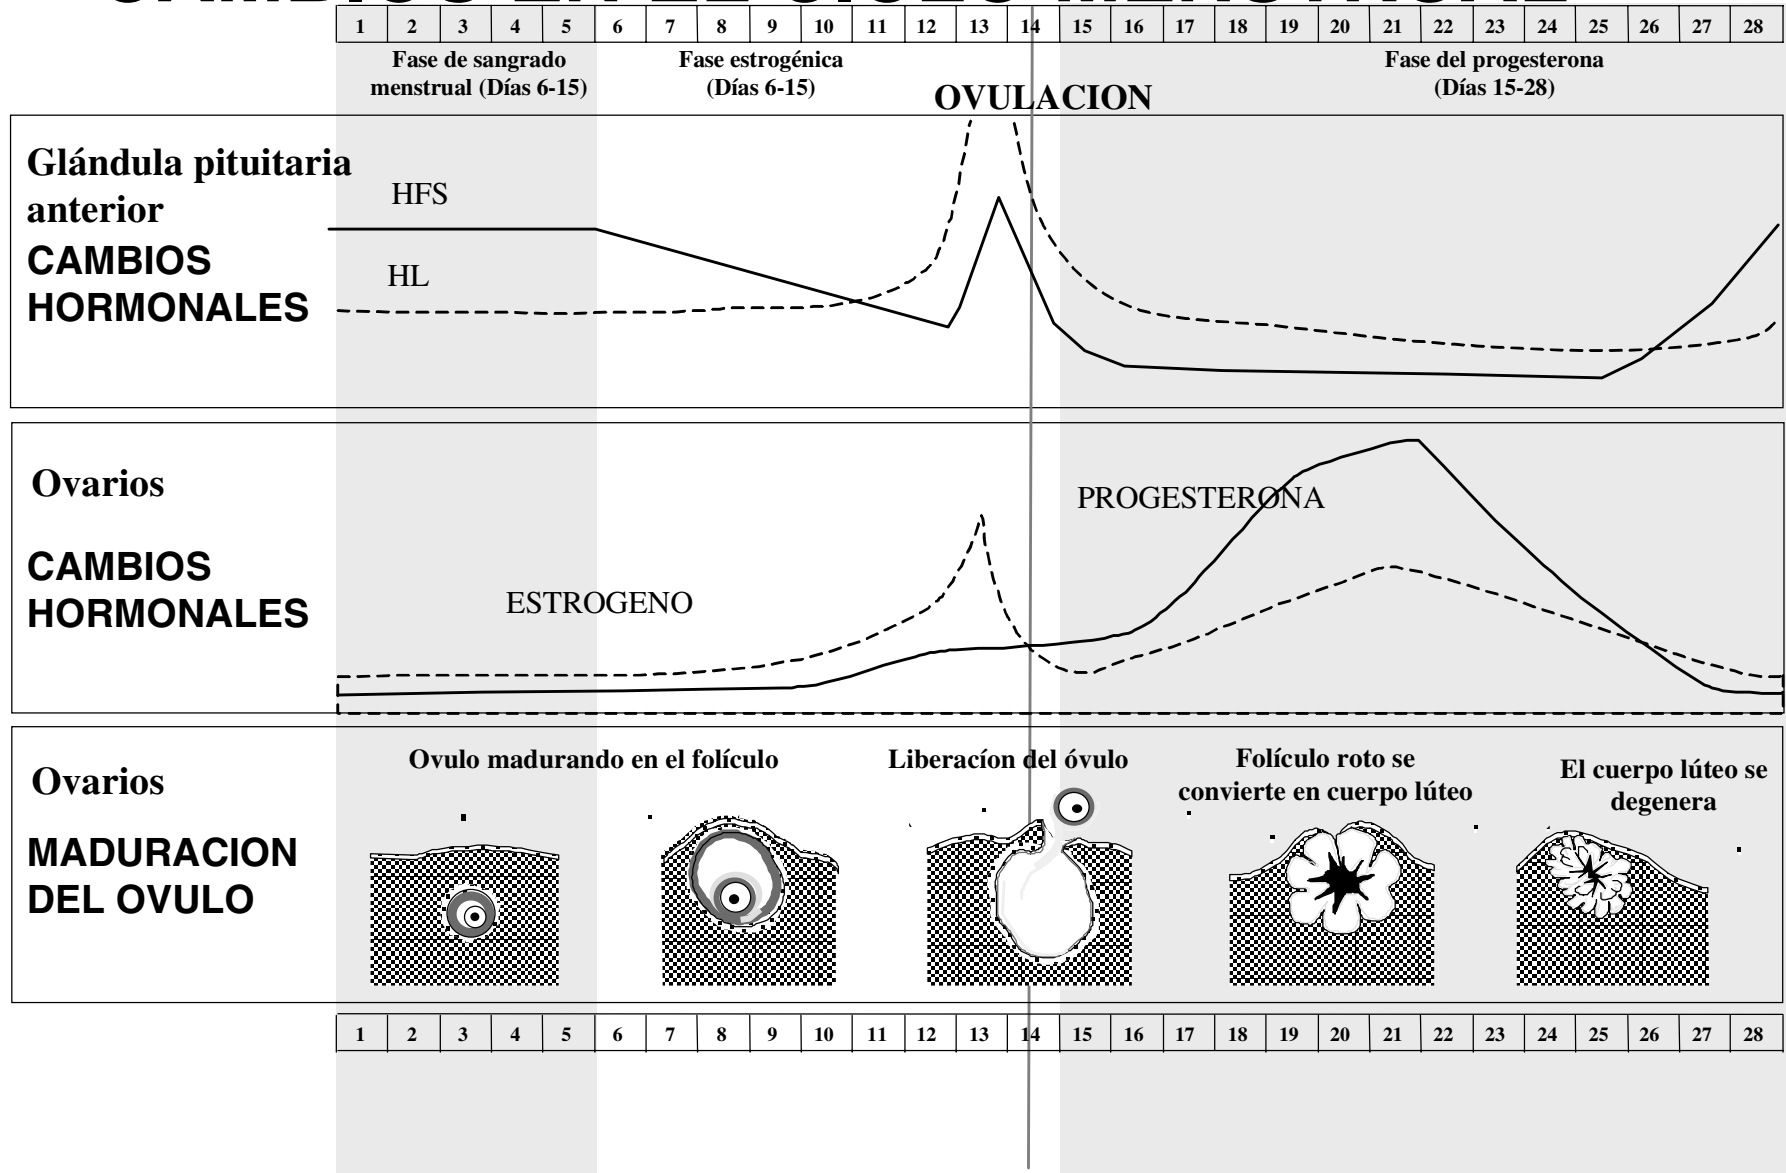 CAMBIOS EN EL CICLO MENSTRUAL
1 2 3 4 5 6 7 8 9 10 11 12 13 14 15 16 17 18 19 20 21 22 23 24 25 26 27 28
Fase de sangrado
menstrual (Días 6-15)
Fase estrogénica
(Días 6-15)
Fase del progesterona
(Días 15-28)
OVULACION
Glándula pituitaria
anterior
CAMBIOS
HORMONALES
HFS
HL
Ovarios
CAMBIOS
HORMONALES
ESTROGENO
PROGESTERONA
Ovarios
MADURACION
DEL OVULO
Ovulo madurando en el folículo
Liberacíon del óvulo
Folículo roto se
convierte en cuerpo lúteo
El cuerpo lúteo se
degenera
1 2 3 4 5 6 7 8 9 10 11 12 13 14 15 16 17 18 19 20 21 22 23 24 25 26 27 28